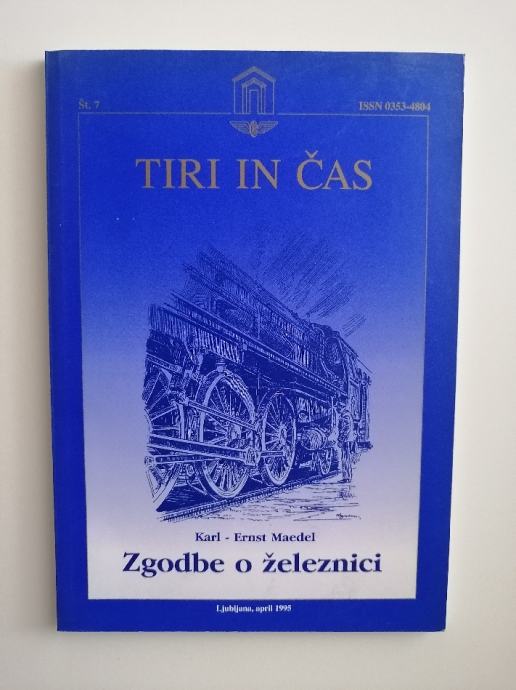 Št. 7
ISSN 0353-4804
TIRI IN ČAS
Karl - Ernst Maedel
Zgodbe o železnici
Ljubljana, april 1995